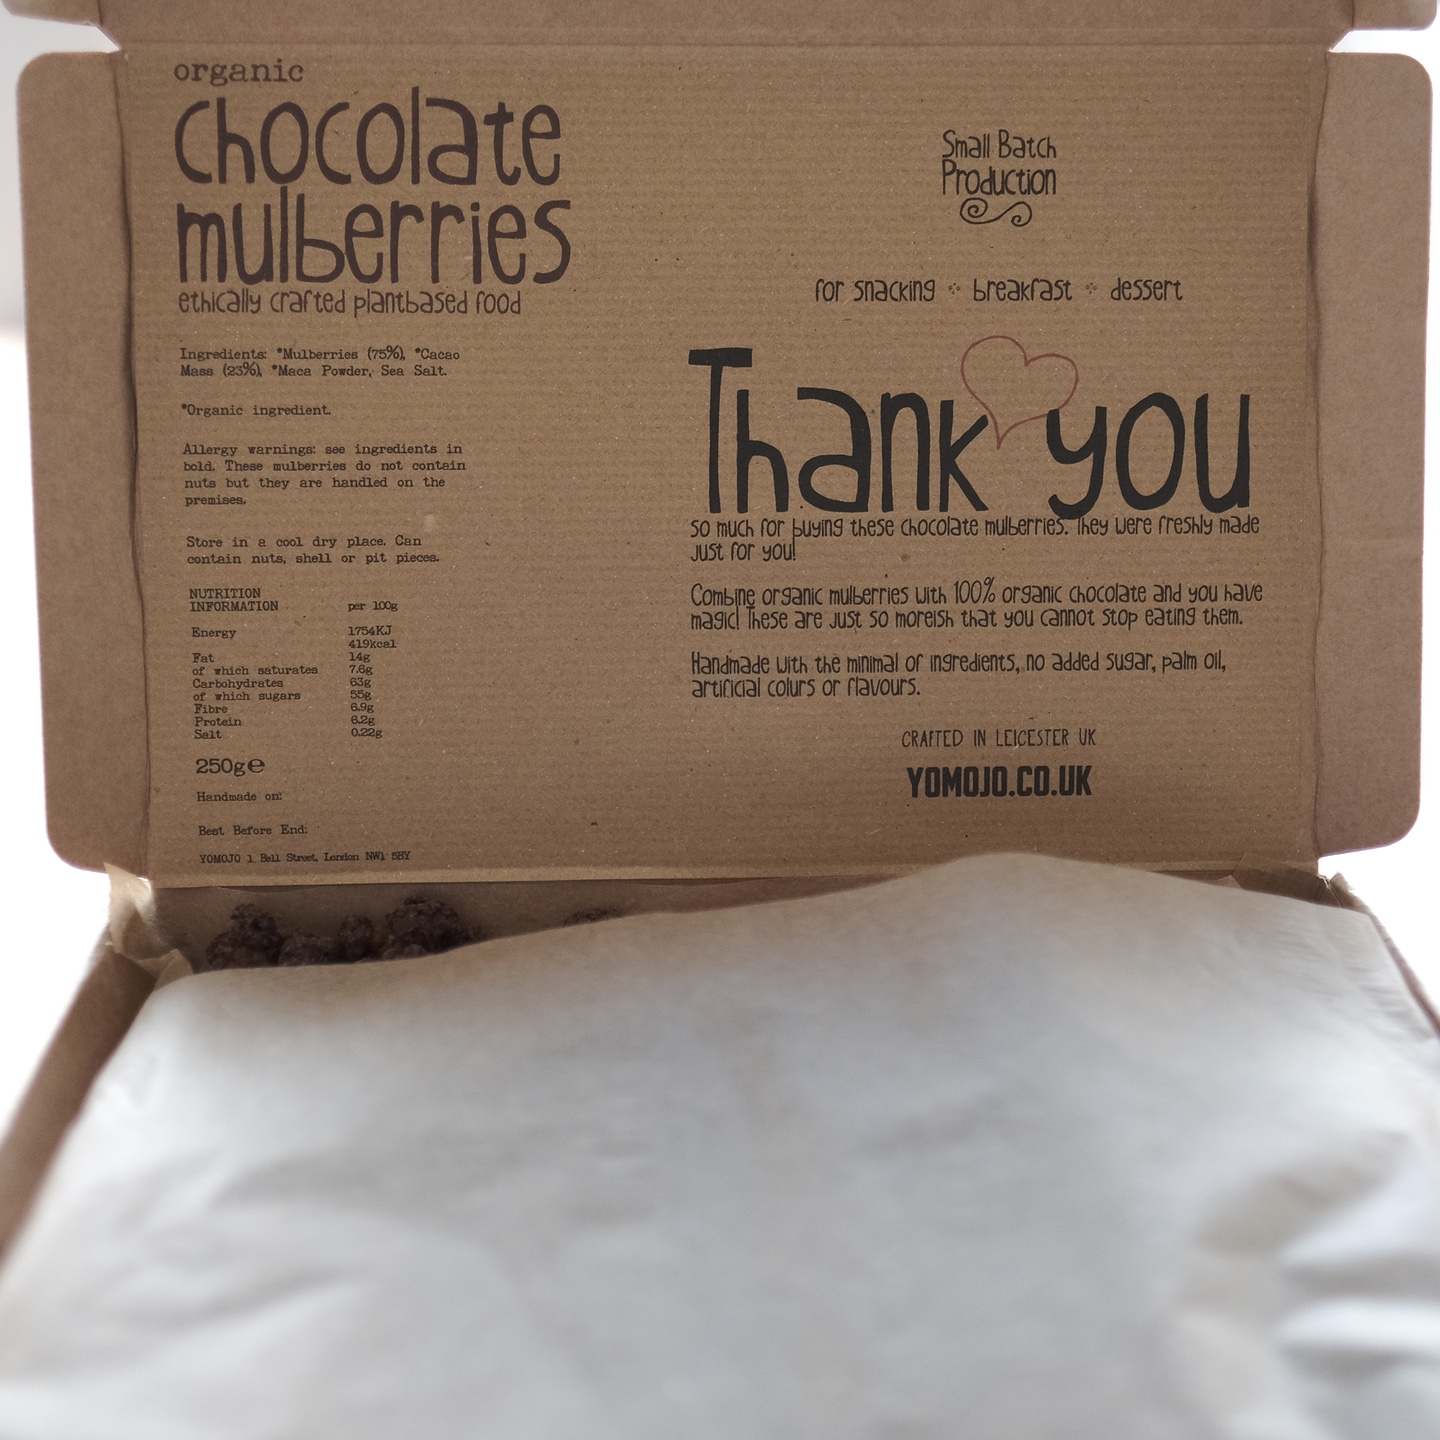 organic
chocolate
mulberries
ethically crafted plantbased food
Ingredients: *Mulberries (75%), *Cacao
Mass (23%), *Maca Powder, Sea Salt.
*Organic ingredient.
Allergy warnings: see ingredients in
bold. These mulberries do not contain
nuts but they are handled on the
premises.
Store in a cool dry place. Can
contain nuts, shell or pit pieces.
NUTRITION
INFORMATION per 100g
Energy 1754KJ
419kcal
Fat 14g
of which saturates 7.6g
Carbohydrates 63g
of which sugars 55g
Fibre 6.9g
Protein 6.2g
Salt 0.22g
250g℮
Handmade on:
Best Before End:
YOMOJO 1 Bell Street, London NW1 5BY
Small Batch
Production
for snacking breakfast dessert
Thank you
so much for buying these chocolate mulberries. They were freshly made
just for you!
Combine organic mulberries with 100% organic chocolate and you have
magic! These are just so moreish that you cannot stop eating them.
Handmade with the minimal of ingredients, no added sugar, palm oil,
artificial colurs or flavours.
CRAFTED IN LEICESTER UK
YOMOJO.CO.UK